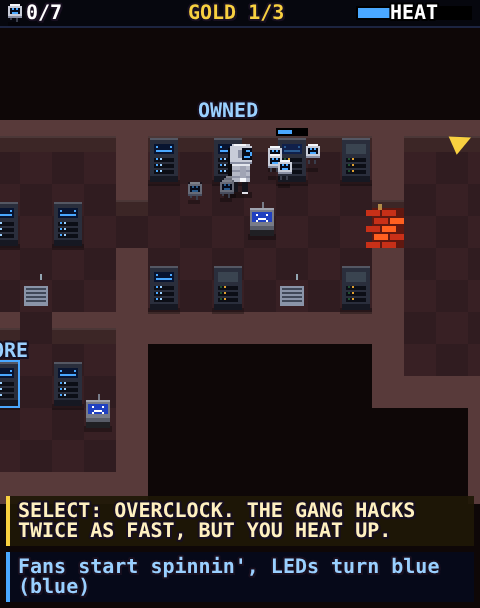 0/7 GOLD 1/3 HEAT
OWNED
ORE
SELECT: OVERCLOCK. THE GANG HACKS
TWICE AS FAST, BUT YOU HEAT UP.
Fans start spinnin', LEDs turn blue
(blue)